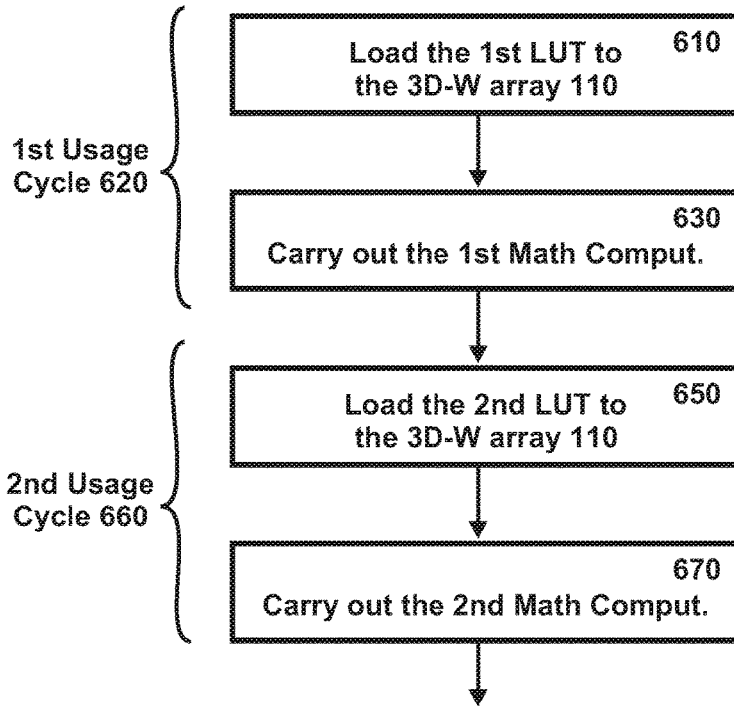 610
Load the 1st LUT to
the 3D-W array 110
1st Usage
Cycle 620
630
Carry out the 1st Math Comput.
650
Load the 2nd LUT to
the 3D-W array 110
2nd Usage
Cycle 660
670
Carry out the 2nd Math Comput.